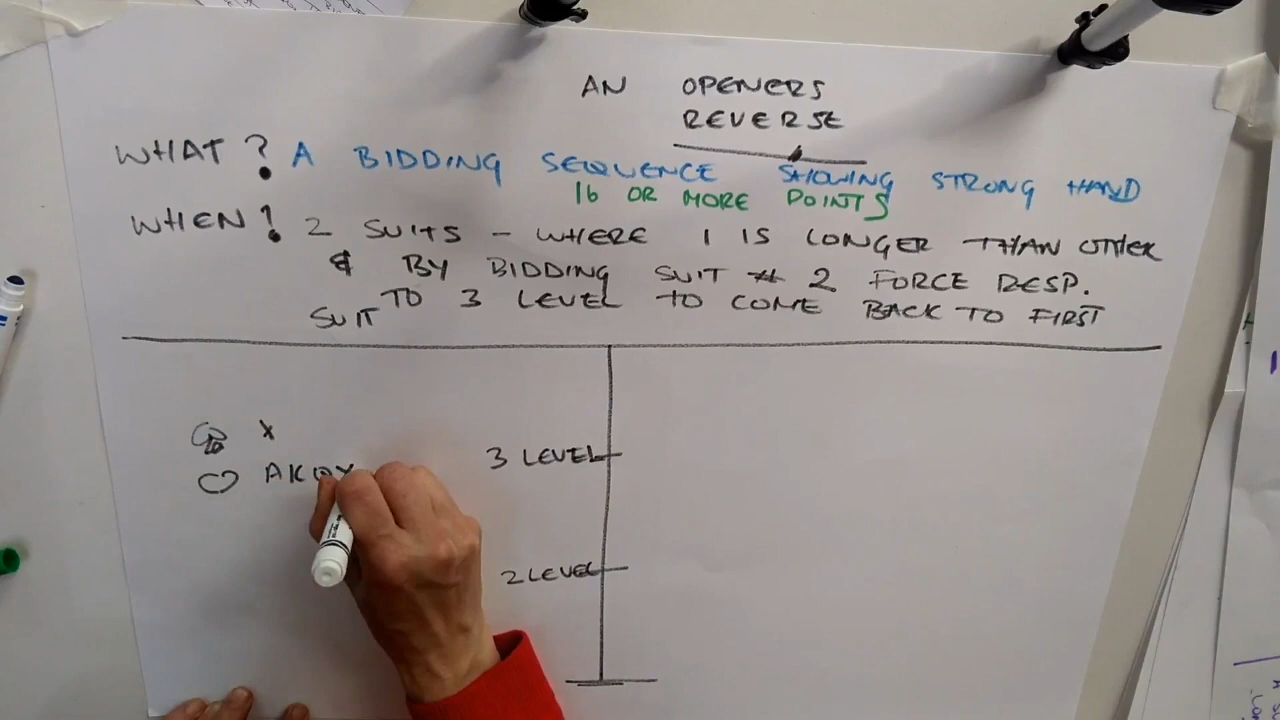 AN OPENERS
REVERSE
WHAT? A BIDDING SEQUENCE SHOWING STRONG HAND
16 OR MORE POINTS
WHEN? 2 SUITS - WHERE 1 IS LONGER THAN OTHER
& BY BIDDING SUIT # 2 FORCE RESP.
SUIT TO 3 LEVEL TO COME BACK TO FIRST
♠ X
♡ AKQX
3 LEVEL
2 LEVEL